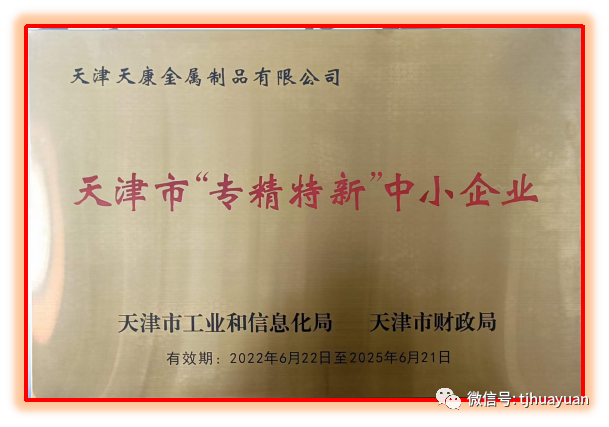 天津天康金属制品有限公司
天津市“专精特新”中小企业
天津市工业和信息化局 天津市财政局
有效期：2022年6月22日至2025年6月21日
微信号: tjhuayuan